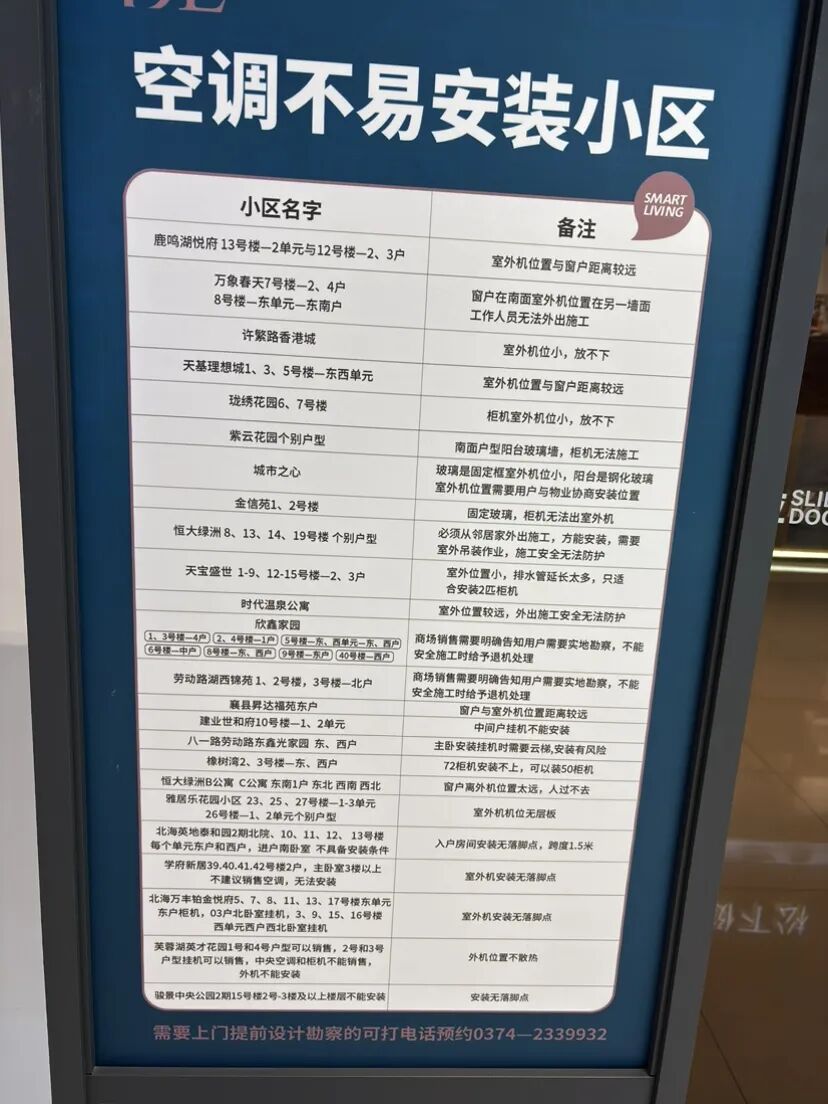 空调不易安装小区
SMART
LIVING
小区名字
备注
鹿鸣湖悦府 13号楼—2单元与12号楼—2、3户
室外机位置与窗户距离较远
万象春天7号楼—2、4户
8号楼—东单元—东南户
窗户在南面室外机位置在另一墙面
工作人员无法外出施工
许繁路香港城
室外机位小，放不下
天基理想城1、3、5号楼—东西单元
室外机位置与窗户距离较远
珑绣花园6、7号楼
柜机室外机位小，放不下
紫云花园个别户型
南面户型阳台玻璃墙，柜机无法施工
城市之心
玻璃是固定框室外机位小，阳台是钢化玻璃
室外机位置需要用户与物业协商安装位置
金信苑1、2号楼
固定玻璃，柜机无法出室外机
恒大绿洲 8、13、14、19号楼 个别户型
必须从邻居家外出施工，方能安装，需要
室外吊装作业，施工安全无法防护
天宝盛世 1-9、12-15号楼—2、3户
室外位置小，排水管延长太多，只适
合安装2匹柜机
时代温泉公寓
室外位置较远，外出施工安全无法防护
欣鑫家园
1、3号楼—4户 2、4号楼—1户 5号楼—东、西单元—东、西户
6号楼—中户 8号楼—东、西户 9号楼—东户 40号楼—西户
商场销售需要明确告知用户需要实地勘察，不能
安全施工时给予退机处理
劳动路湖西锦苑 1、2号楼，3号楼—北户
商场销售需要明确告知用户需要实地勘察，不能
安全施工时给予退机处理
襄县昇达福苑东户
窗户与室外机位置距离较远
建业世和府10号楼—1、2单元
中间户挂机不能安装
八一路劳动路东鑫光家园 东、西户
主卧安装挂机时需要云梯,安装有风险
橡树湾2、3号楼—东、西户
72柜机安装不上，可以装50柜机
恒大绿洲B公寓 C公寓 东南1户 东北 西南 西北
窗户离外机位置太远，人过不去
雅居乐花园小区 23、25 、27号楼—1-3单元
26号楼—1、2单元个别户型
室外机机位无层板
北海英地泰和园2期北院、10、11、12、13号楼
每个单元东户和西户，进户南卧室 不具备安装条件
入户房间安装无落脚点，跨度1.5米
学府新居39.40.41.42号楼2户，主卧室3楼以上
不建议销售空调，无法安装
室外机安装无落脚点
北海万丰铂金悦府5、7、8、11、13、17号楼东单元
东户柜机，03户北卧室挂机，3、9、15、16号楼
西单元西户西北卧室挂机
室外机安装无落脚点
芙蓉湖英才花园1号和4号户型可以销售，2号和3号
户型挂机可以销售，中央空调和柜机不能销售，
外机不能安装
外机位置不散热
骏景中央公园2期15号楼2号-3楼及以上楼层不能安装
安装无落脚点
需要上门提前设计勘察的可打电话预约0374—2339932